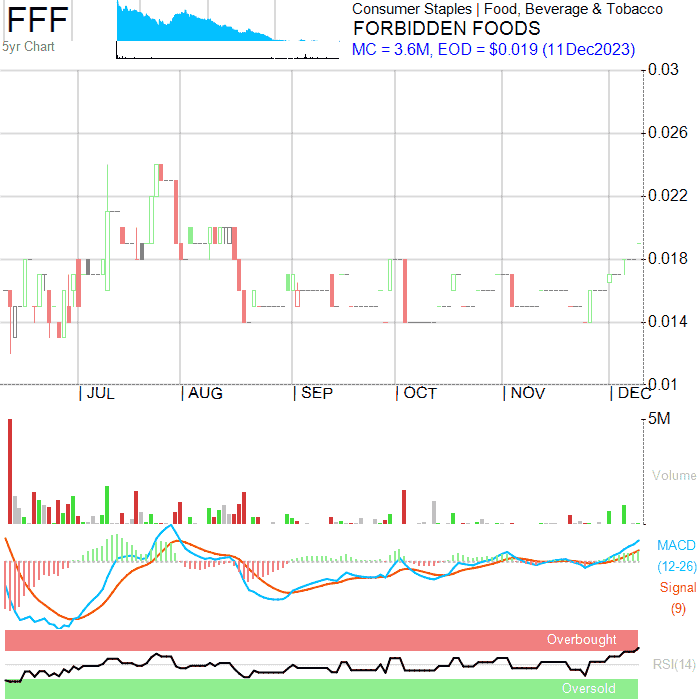 FFF
5yr Chart
Consumer Staples | Food, Beverage & Tobacco
FORBIDDEN FOODS
MC = 3.6M, EOD = $0.019 (11Dec2023)
0.03
0.026
0.022
0.018
0.014
0.01
| JUL | AUG | SEP | OCT | NOV | DEC
5M
Volume
MACD
(12-26)
Signal
(9)
Overbought
RSI(14)
Oversold